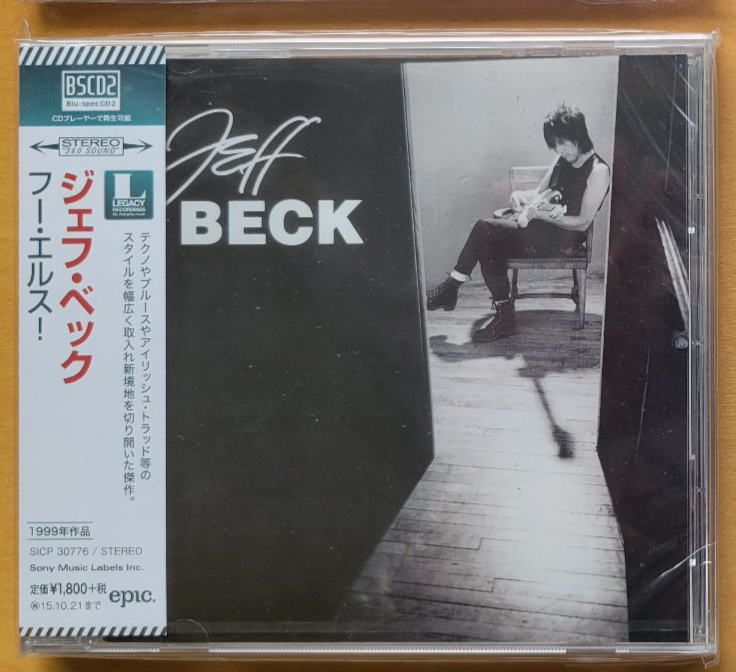 BSCD2
Blu-spec CD2
CDプレーヤーで再生可能
STEREO
"360 SOUND"
L
LEGACY
RECORDINGS
ジェフ・ベック
フー・エルス!
テクノやブルースやアイリッシュ・トラッド等の
スタイルを幅広く取入れ新境地を切り開いた傑作。
1999年作品
SICP 30776 / STEREO
Sony Music Labels Inc.
定価¥1,800+税
epic.
15.10.21まで
Jeff
BECK